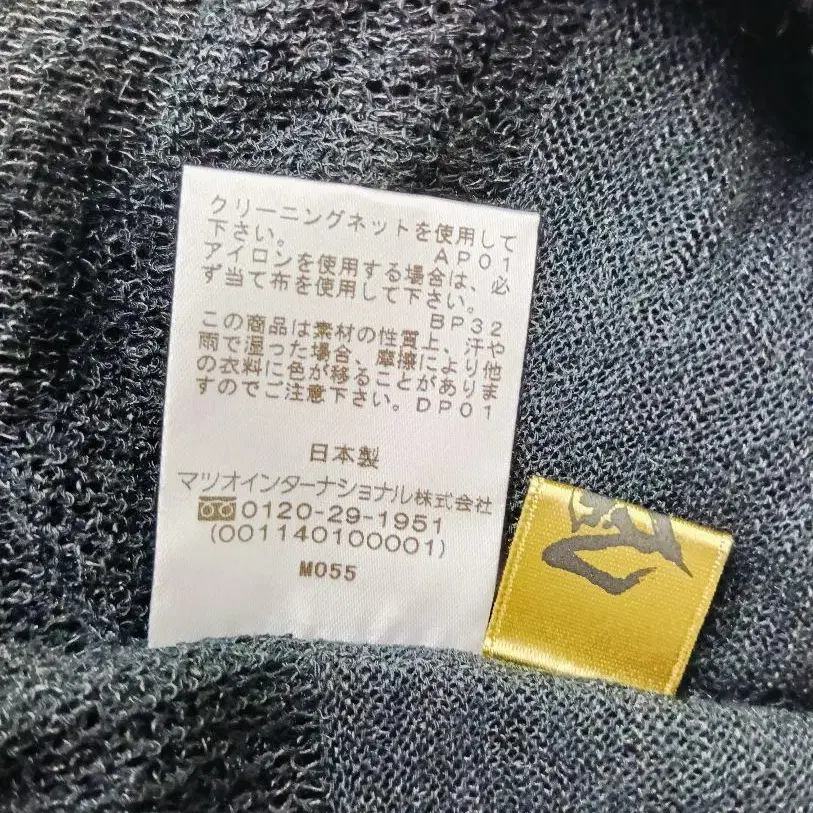 クリーニングネットを使用して
下さい。
AP01
アイロンを使用する場合は、必
ず当て布を使用して下さい。
BP32
この商品は素材の性質上、汗や
雨で湿った場合、摩擦により他
の衣料に色が移ることがありま
すのでご注意下さい。DP01
日本製
マツオインターナショナル株式会社
0120-29-1951
(001140100001)
M055